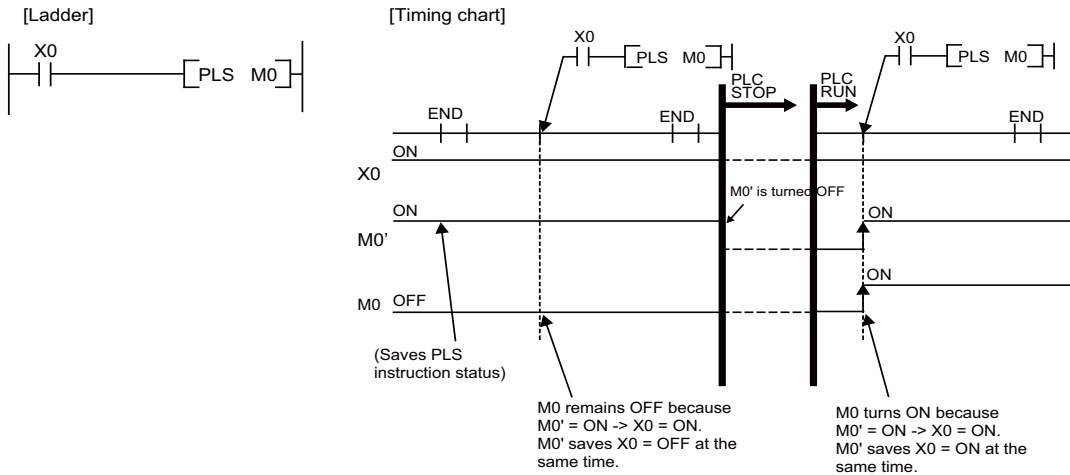 [Ladder]
X0
PLS M0
[Timing chart]
X0
PLS M0
PLC
STOP
PLC
RUN
X0
PLS M0
END
END
END
ON
X0
M0' is turned OFF
ON
ON
M0'
ON
M0
OFF
(Saves PLS
instruction status)
M0 remains OFF because
M0' = ON -> X0 = ON.
M0' saves X0 = OFF at the
same time.
M0 turns ON because
M0' = ON -> X0 = ON.
M0' saves X0 = ON at the
same time.